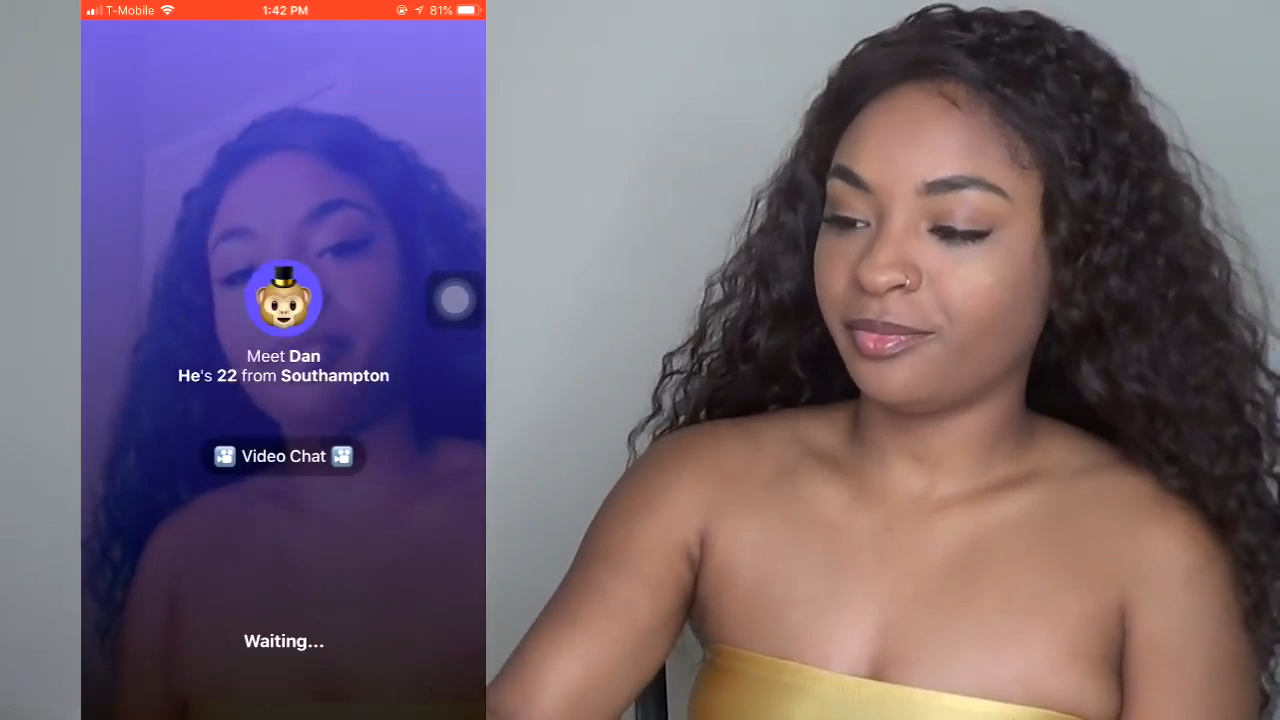 T-Mobile 1:42 PM 81%
Meet Dan
He's 22 from Southampton
Video Chat
Waiting...